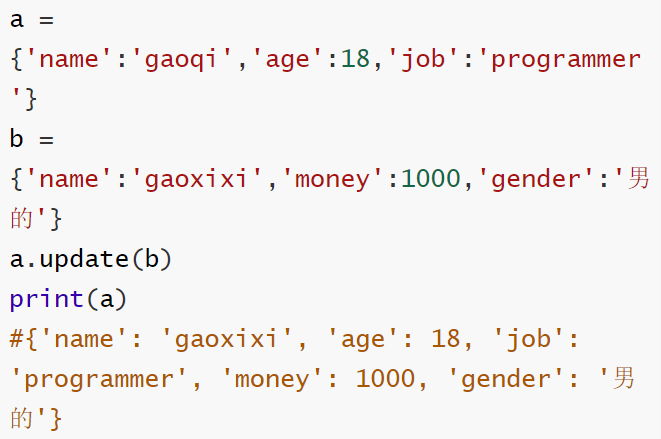 a =
{'name':'gaoqi','age':18,'job':'programmer
'}
b =
{'name':'gaoxixi','money':1000,'gender':'男
的'}
a.update(b)
print(a)
#{'name': 'gaoxixi', 'age': 18, 'job':
'programmer', 'money': 1000, 'gender': '男
的'}